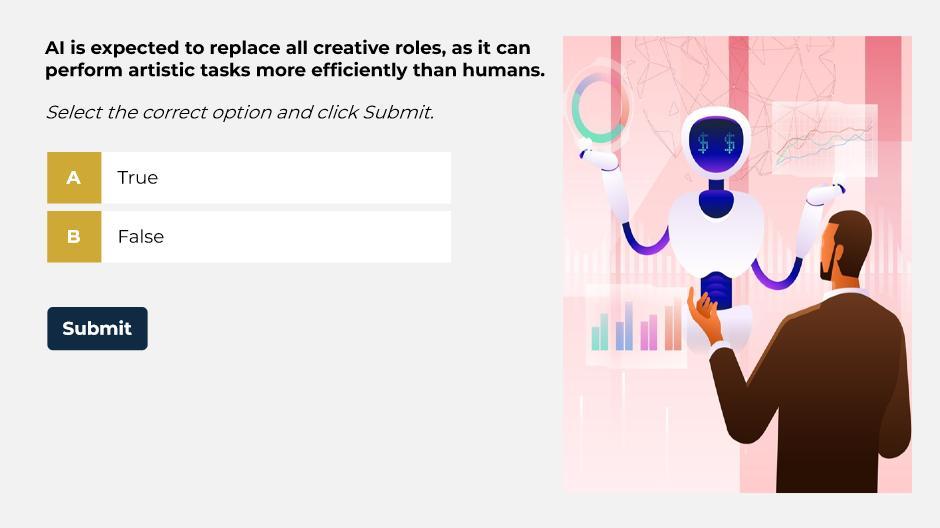 AI is expected to replace all creative roles, as it can
perform artistic tasks more efficiently than humans.
Select the correct option and click Submit.
A True
B False
Submit
$ $